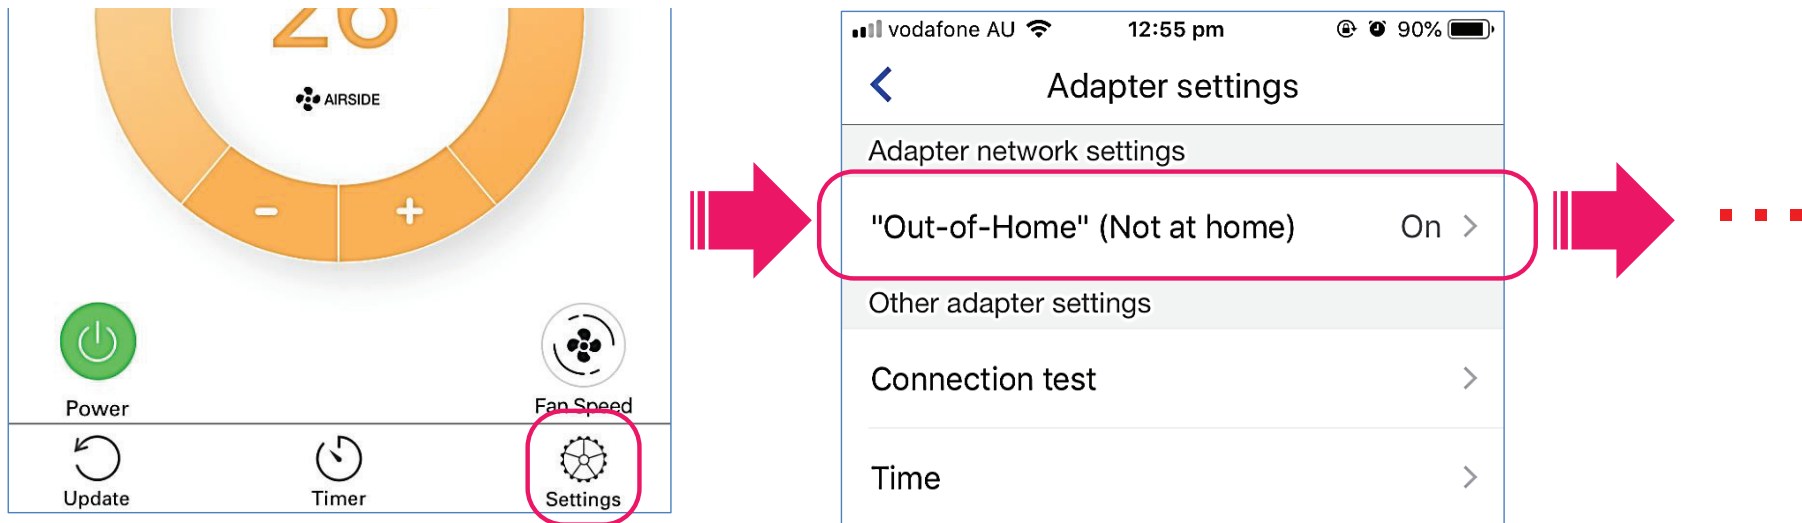 26
AIRSIDE
Power
Fan Speed
Update
Timer
Settings
vodafone AU
12:55 pm
90%
Adapter settings
Adapter network settings
"Out-of-Home" (Not at home) On
Other adapter settings
Connection test
Time